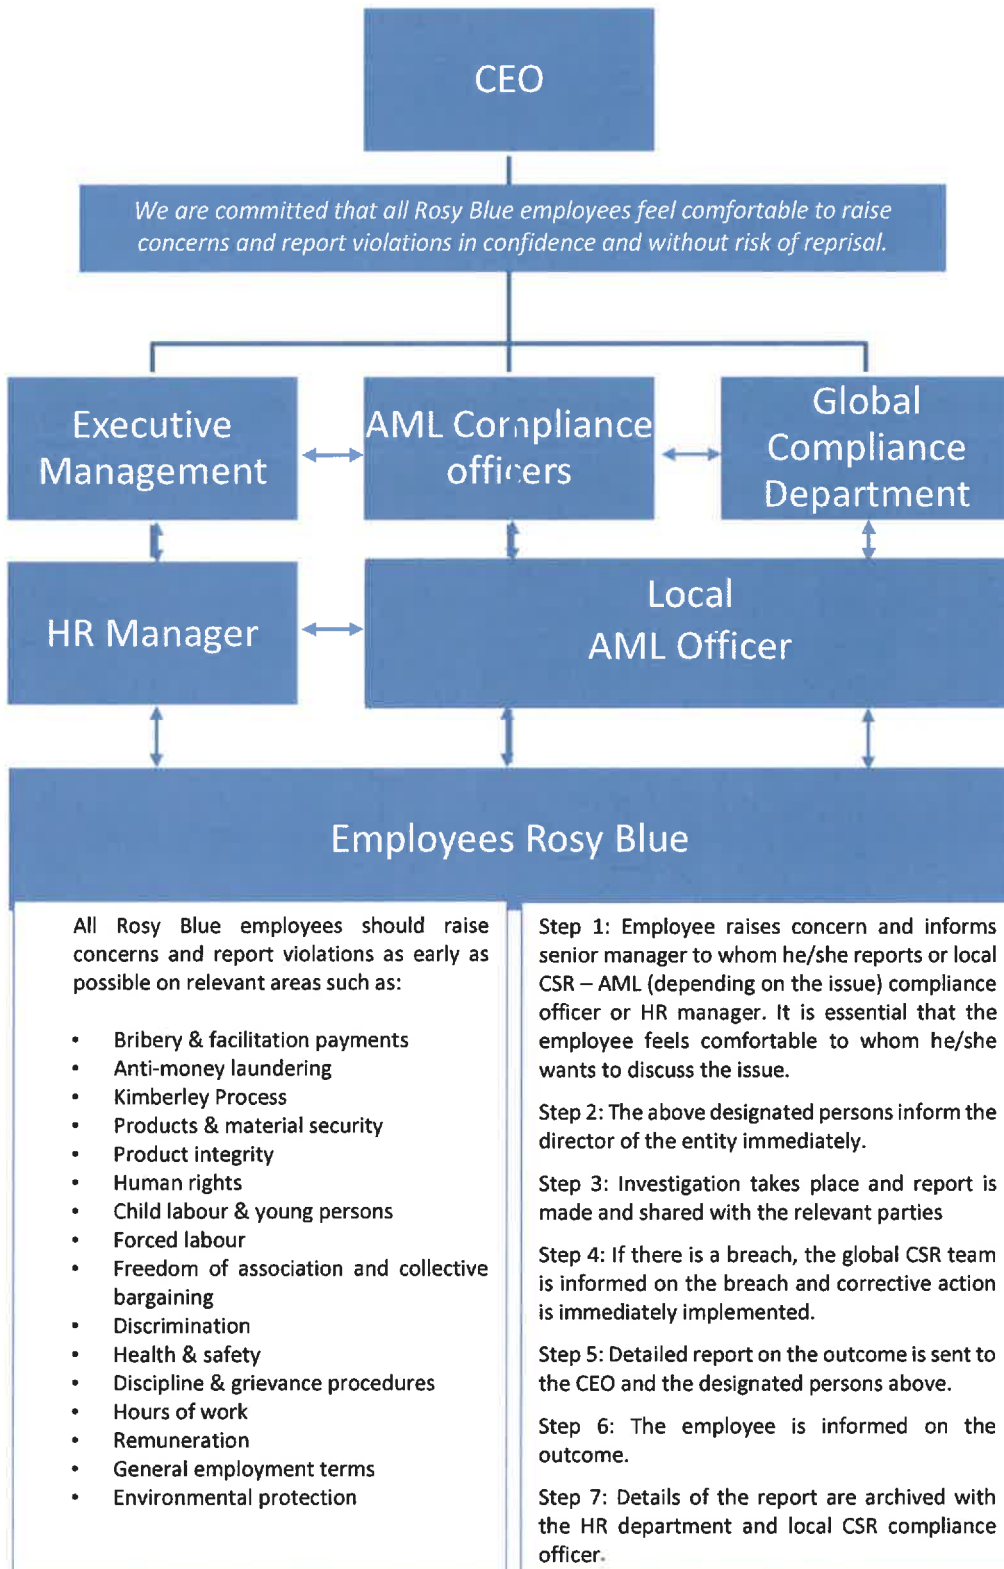 CEO
We are committed that all Rosy Blue employees feel comfortable to raise
concerns and report violations in confidence and without risk of reprisal.
Executive
Management
AML Compliance
officers
Global
Compliance
Department
HR Manager
Local
AML Officer
Employees Rosy Blue
All Rosy Blue employees should raise
concerns and report violations as early as
possible on relevant areas such as:
• Bribery & facilitation payments
• Anti-money laundering
• Kimberley Process
• Products & material security
• Product integrity
• Human rights
• Child labour & young persons
• Forced labour
• Freedom of association and collective
bargaining
• Discrimination
• Health & safety
• Discipline & grievance procedures
• Hours of work
• Remuneration
• General employment terms
• Environmental protection
Step 1: Employee raises concern and informs
senior manager to whom he/she reports or local
CSR – AML (depending on the issue) compliance
officer or HR manager. It is essential that the
employee feels comfortable to whom he/she
wants to discuss the issue.
Step 2: The above designated persons inform the
director of the entity immediately.
Step 3: Investigation takes place and report is
made and shared with the relevant parties
Step 4: If there is a breach, the global CSR team
is informed on the breach and corrective action
is immediately implemented.
Step 5: Detailed report on the outcome is sent to
the CEO and the designated persons above.
Step 6: The employee is informed on the
outcome.
Step 7: Details of the report are archived with
the HR department and local CSR compliance
officer.